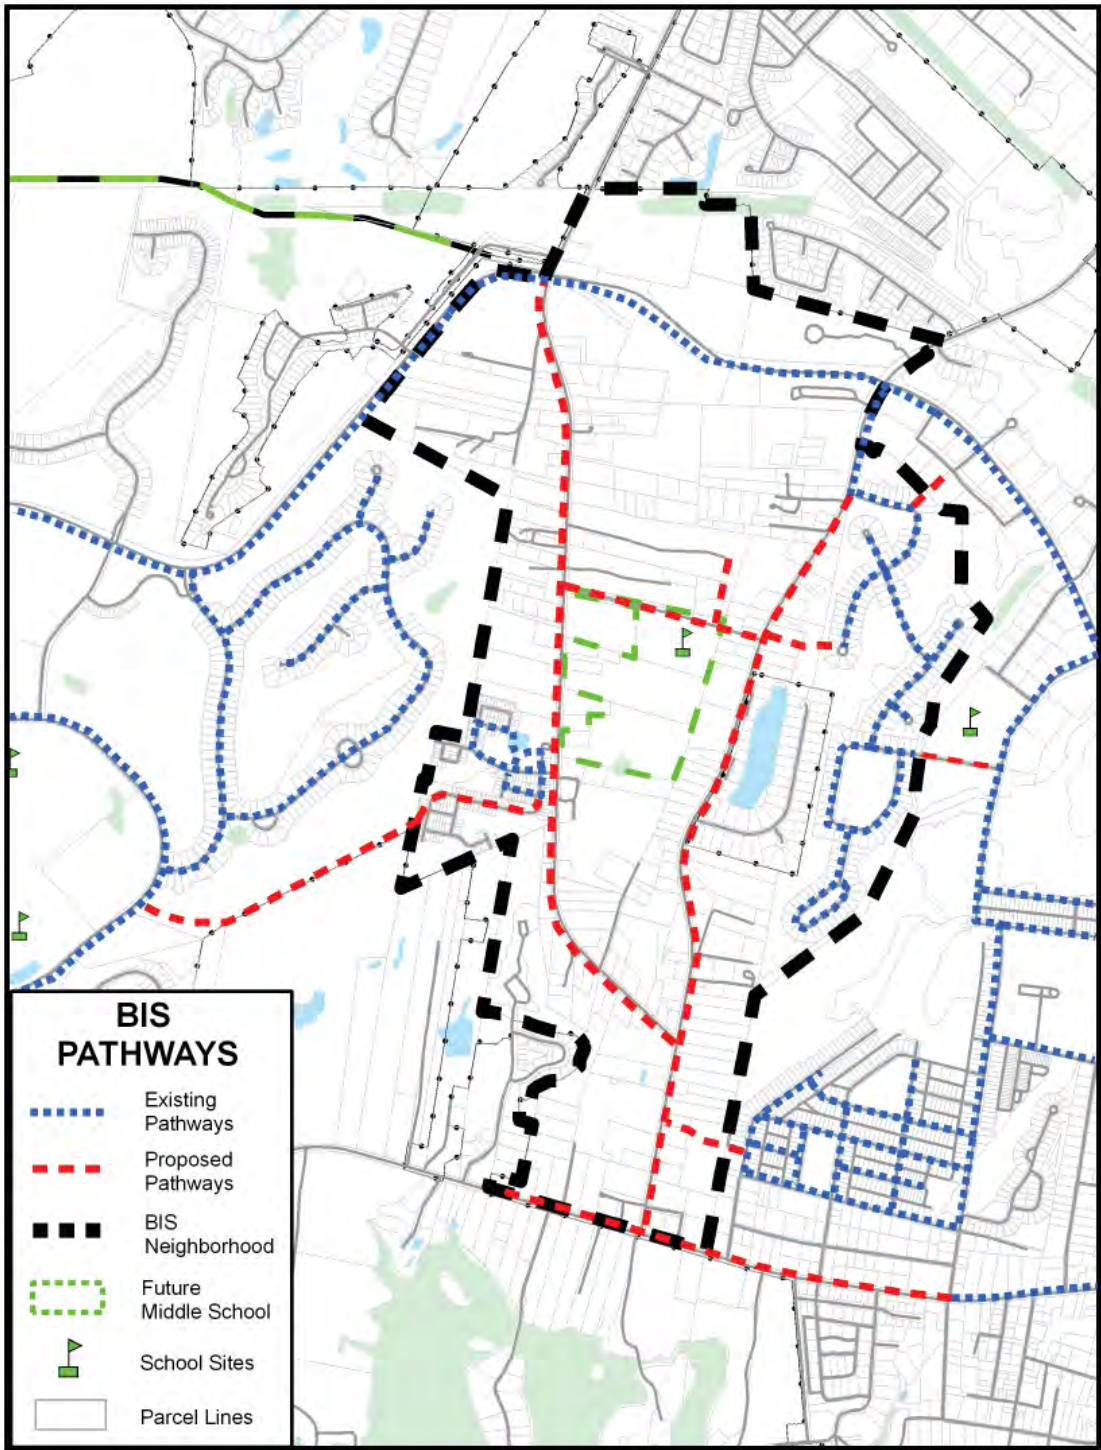 BIS
PATHWAYS
Existing
Pathways
Proposed
Pathways
BIS
Neighborhood
Future
Middle School
School Sites
Parcel Lines